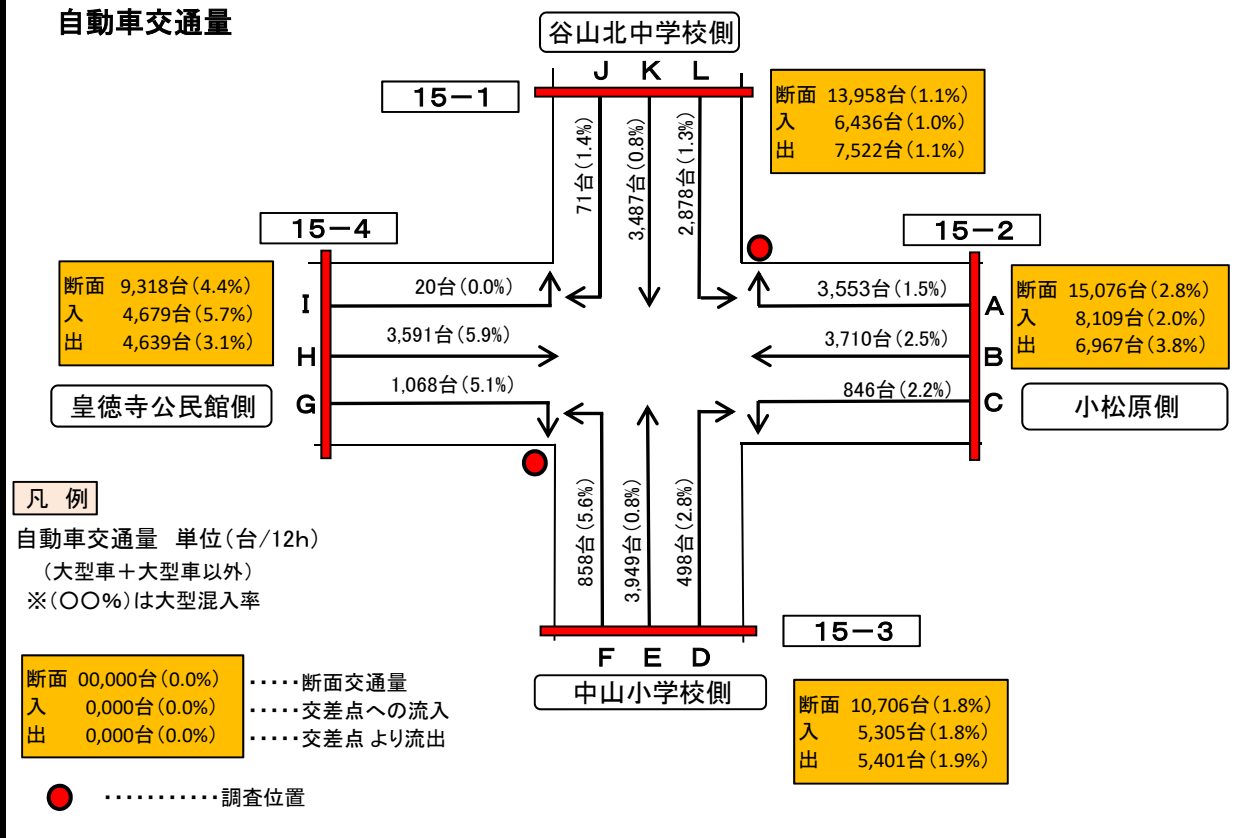 自動車交通量
谷山北中学校側
J K L
15-1
断面 13,958台(1.1%)
入 6,436台(1.0%)
出 7,522台(1.1%)
71台(1.4%)
3,487台(0.8%)
2,878台(1.3%)
15-4
15-2
断面 9,318台(4.4%)
入 4,679台(5.7%)
出 4,639台(3.1%)
I
20台(0.0%)
H
3,591台(5.9%)
G
1,068台(5.1%)
皇徳寺公民館側
3,553台(1.5%)
A
3,710台(2.5%)
B
846台(2.2%)
C
断面 15,076台(2.8%)
入 8,109台(2.0%)
出 6,967台(3.8%)
小松原側
858台(5.6%)
3,949台(0.8%)
498台(2.8%)
15-3
F E D
中山小学校側
断面 10,706台(1.8%)
入 5,305台(1.8%)
出 5,401台(1.9%)
凡 例
自動車交通量 単位(台/12h)
(大型車+大型車以外)
※(○○%)は大型混入率
断面 00,000台(0.0%) ・・・・・断面交通量
入 0,000台(0.0%) ・・・・・交差点への流入
出 0,000台(0.0%) ・・・・・交差点より流出
・・・・・・・・・・・調査位置